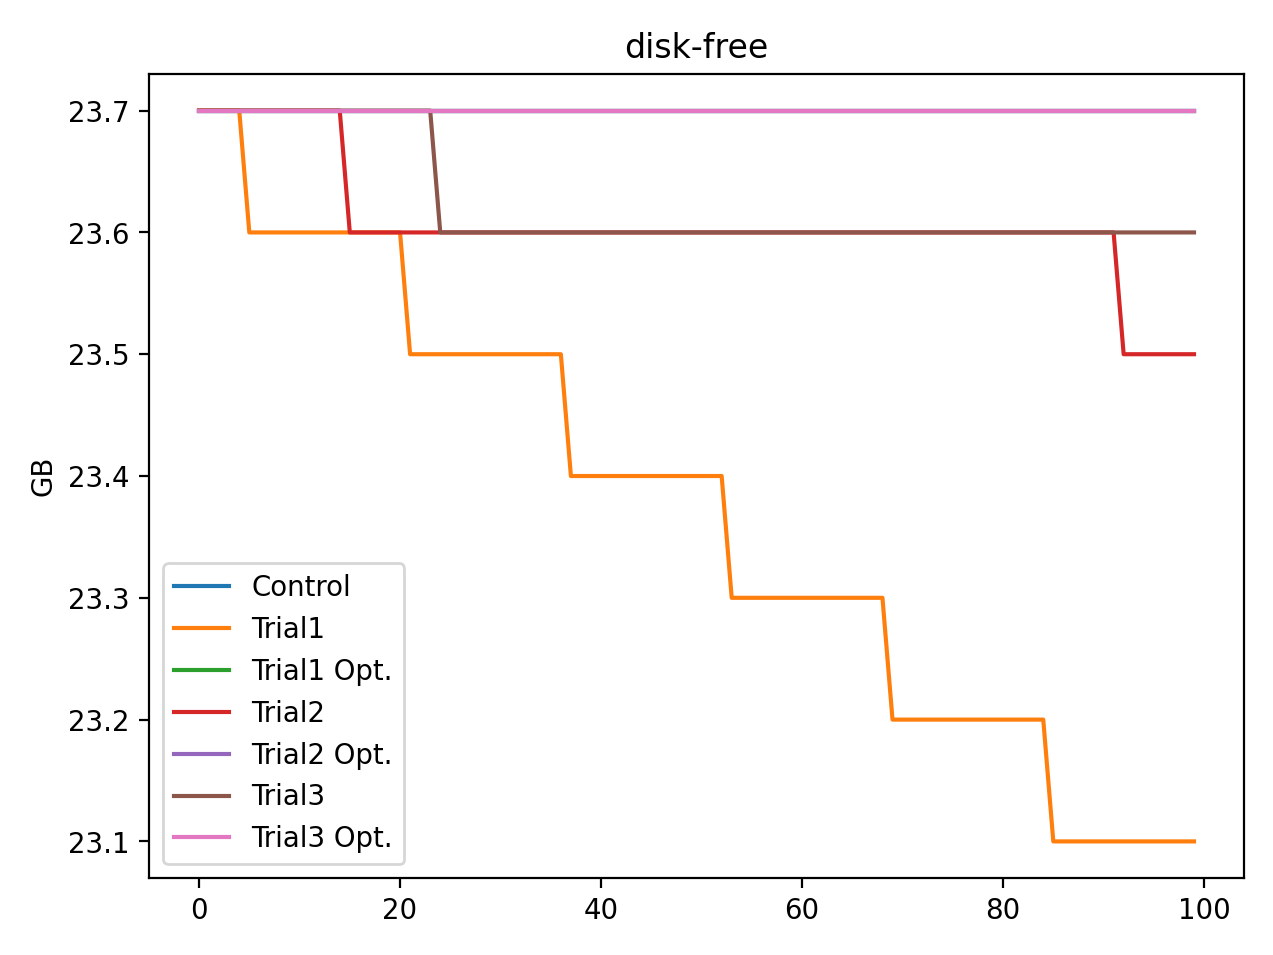 disk-free
GB
23.7
23.6
23.5
23.4
23.3
23.2
23.1
0 20 40 60 80 100
Control
Trial1
Trial1 Opt.
Trial2
Trial2 Opt.
Trial3
Trial3 Opt.